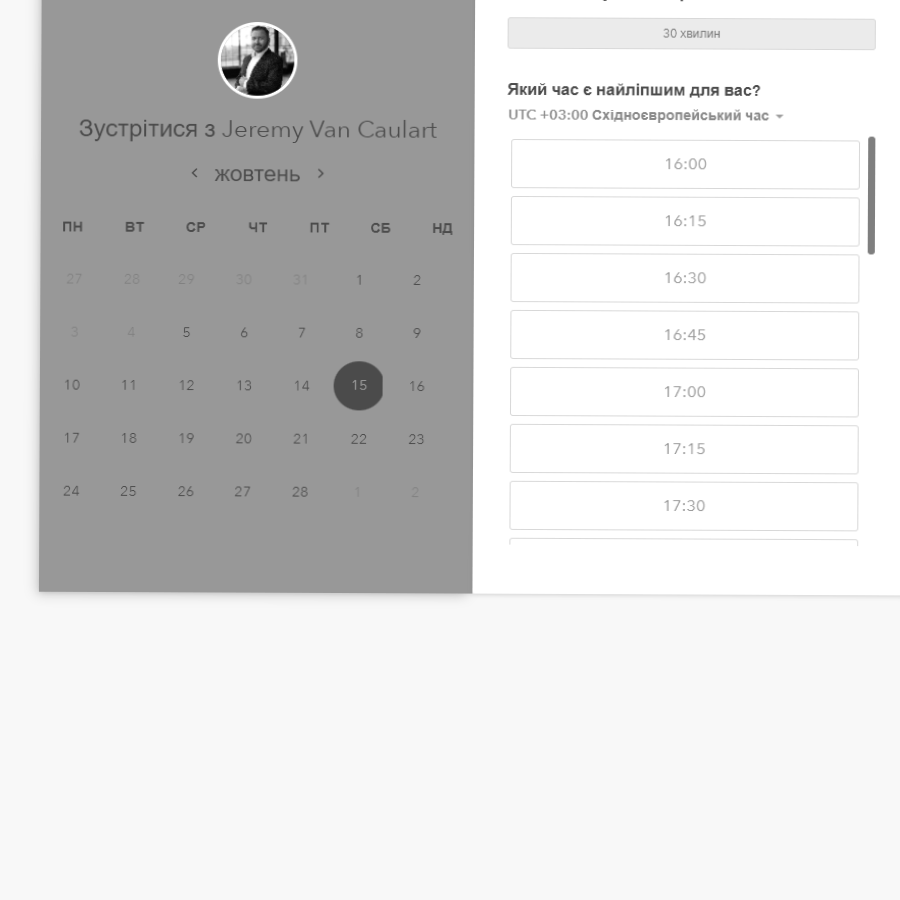 30 хвилин
Зустрітися з Jeremy Van Caulart
жовтень
ПН ВТ СР ЧТ ПТ СБ НД
27 28 29 30 31 1 2
3 4 5 6 7 8 9
10 11 12 13 14 15 16
17 18 19 20 21 22 23
24 25 26 27 28 1 2
Який час є найліпшим для вас?
UTC +03:00 Східноєвропейський час
16:00
16:15
16:30
16:45
17:00
17:15
17:30